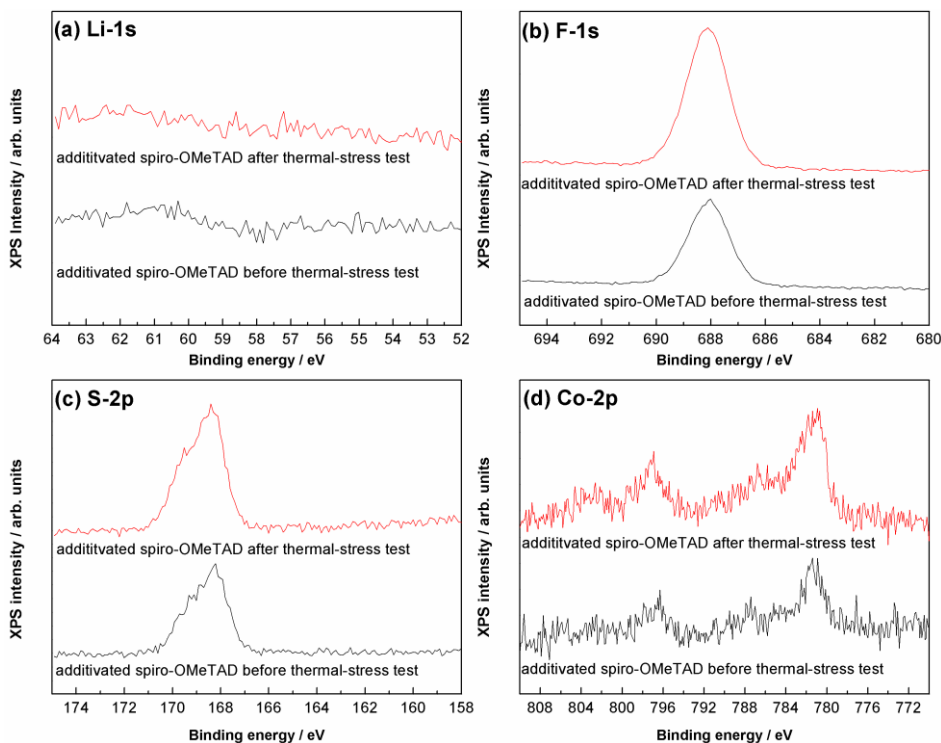 (a) Li-1s
XPS Intensity / arb. units
addititvated spiro-OMeTAD after thermal-stress test
additivated spiro-OMeTAD before thermal-stress test
64 63 62 61 60 59 58 57 56 55 54 53 52
Binding energy / eV
(b) F-1s
XPS Intensity / arb. units
addititvated spiro-OMeTAD after thermal-stress test
additivated spiro-OMeTAD before thermal-stress test
694 692 690 688 686 684 682 680
Binding energy / eV
(c) S-2p
XPS intensity / arb. units
addititvated spiro-OMeTAD after thermal-stress test
additivated spiro-OMeTAD before thermal-stress test
174 172 170 168 166 164 162 160 158
Binding energy / eV
(d) Co-2p
XPS intensity / arb. units
addititvated spiro-OMeTAD after thermal-stress test
additivated spiro-OMeTAD before thermal-stress test
808 804 800 796 792 788 784 780 776 772
Binding energy / eV